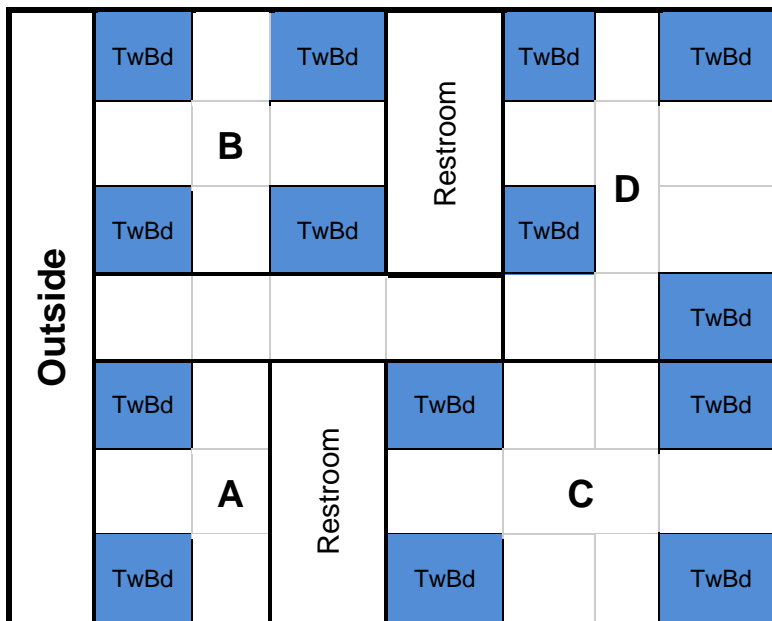 TwBd TwBd TwBd TwBd
Outside
B
Restroom
D
TwBd TwBd TwBd
TwBd
TwBd TwBd TwBd
A
Restroom
C
TwBd TwBd TwBd